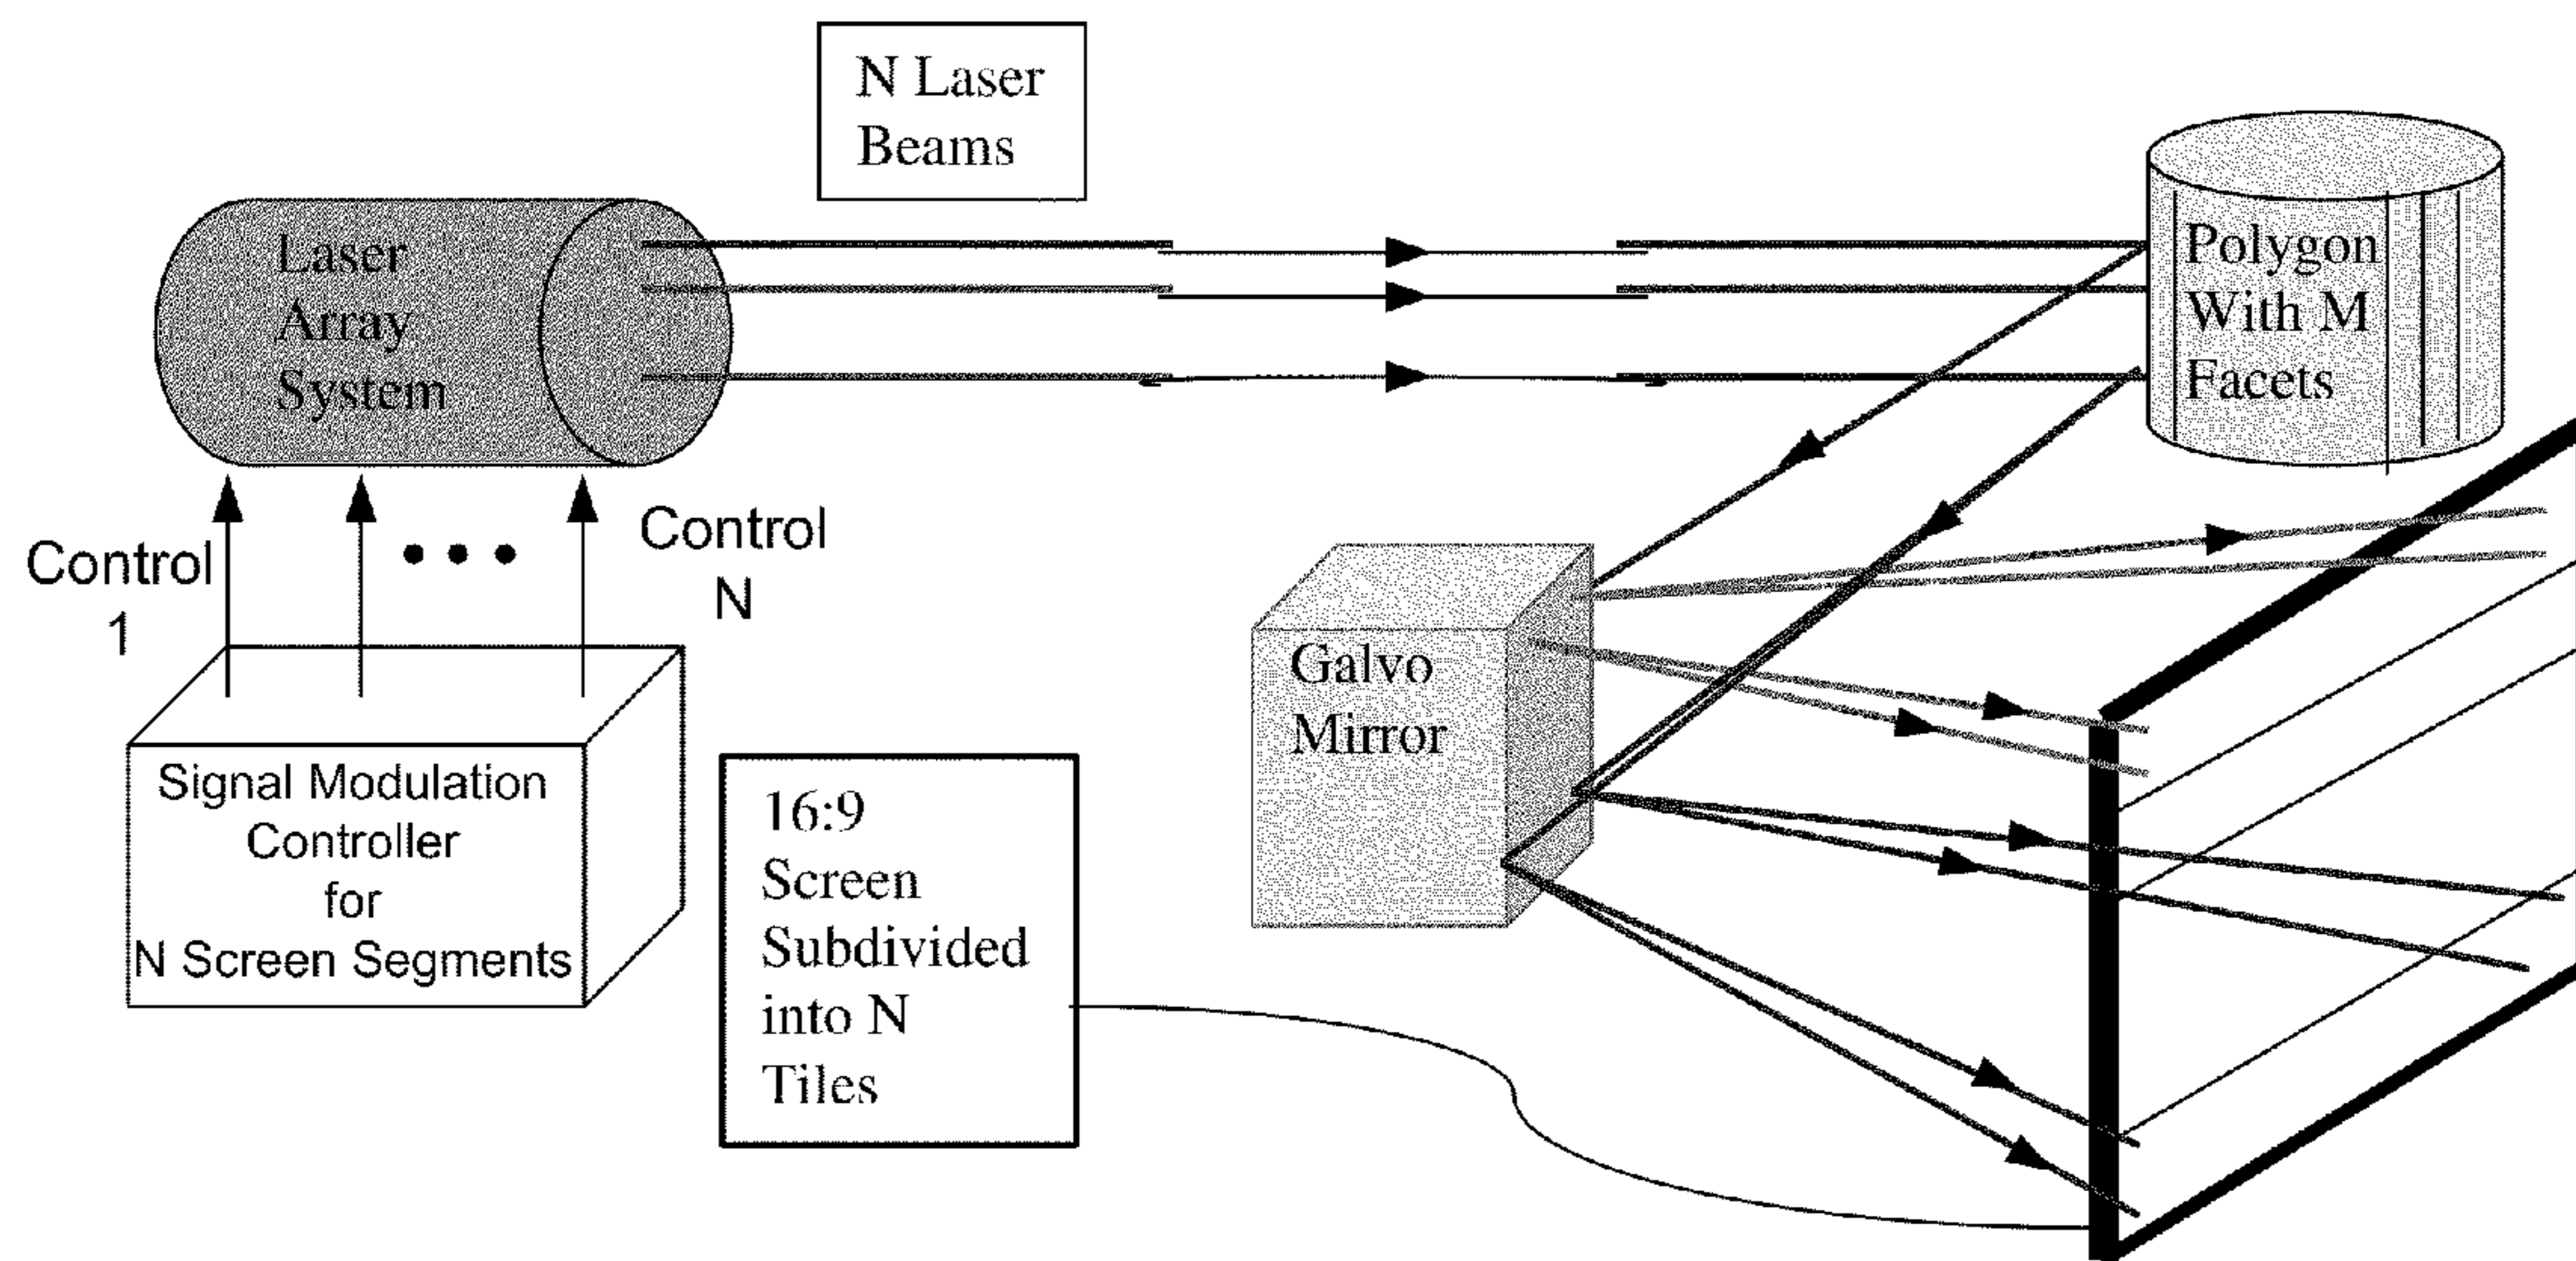 N Laser
Beams
Laser
Array
System
Polygon
With M
Facets
Control
1
Control
N
Galvo
Mirror
Signal Modulation
Controller
for
N Screen Segments
16:9
Screen
Subdivided
into N
Tiles